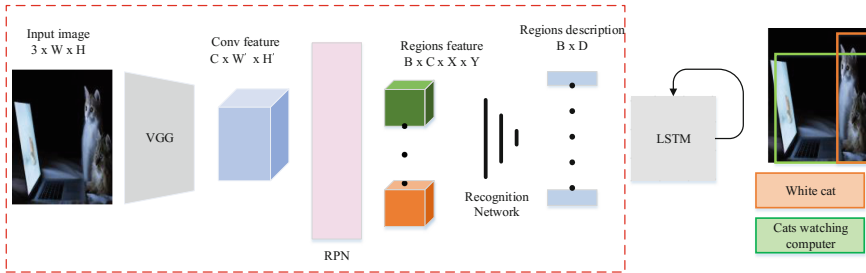 Input image
3 x W x H
VGG
Conv feature
C x W' x H'
RPN
Regions feature
B x C x X x Y
Recognition
Network
Regions description
B x D
LSTM
White cat
Cats watching
computer